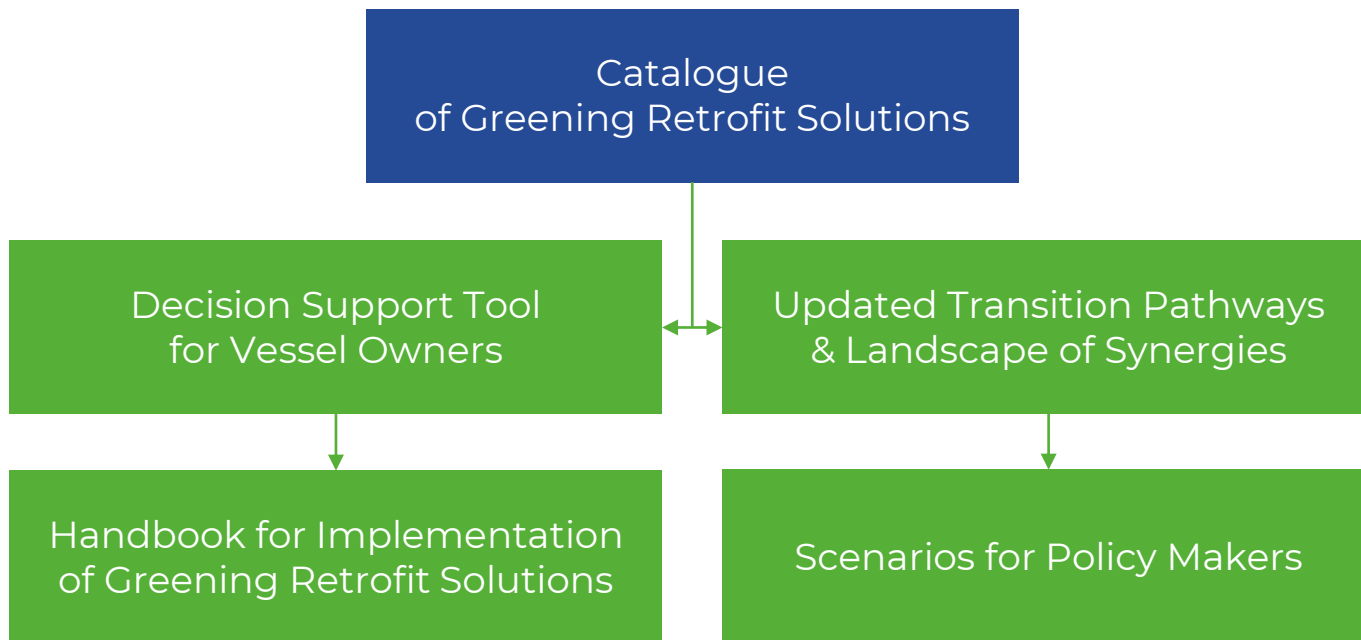 Catalogue
of Greening Retrofit Solutions
Decision Support Tool
for Vessel Owners
Updated Transition Pathways
& Landscape of Synergies
Handbook for Implementation
of Greening Retrofit Solutions
Scenarios for Policy Makers